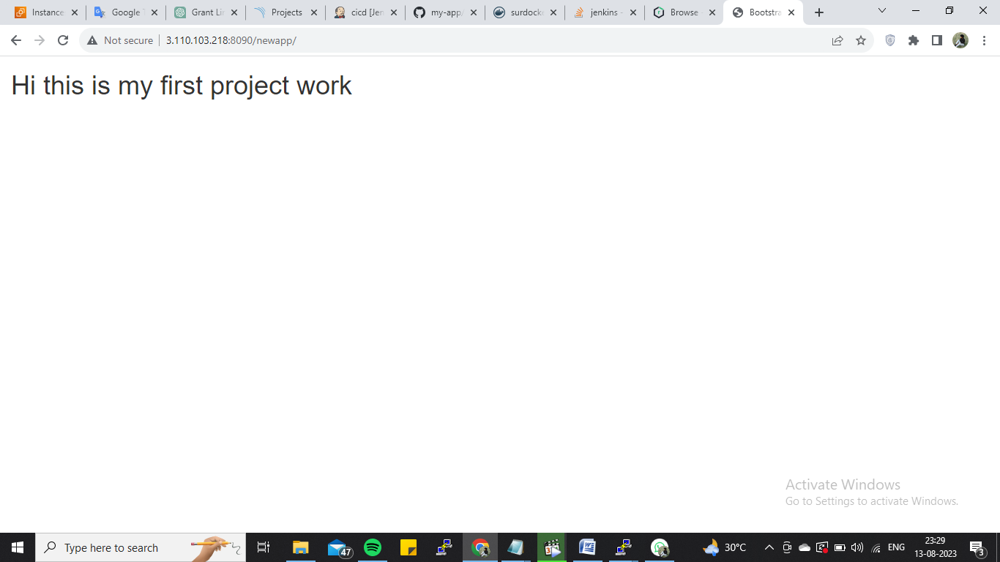 Instance
Google T
Grant Lin
Projects
cicd [Jen
my-app/
surdocke
jenkins -
Browse
Bootstra
Not secure
3.110.103.218:8090/newapp/
Hi this is my first project work
Activate Windows
Go to Settings to activate Windows.
Type here to search
47
30°C
ENG
23:29
13-08-2023
3